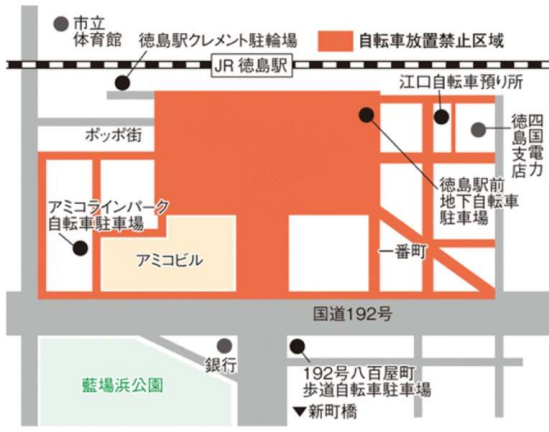 市立
体育館
徳島駅クレメント駐輪場
自転車放置禁止区域
JR 徳島駅
江口自転車預り所
ポッポ街
四国電力
徳島支店
徳島駅前
地下自転車
駐車場
アミコラインパーク
自転車駐車場
アミコビル
一番町
国道192号
銀行
192号八百屋町
歩道自転車駐車場
藍場浜公園
▼新町橋